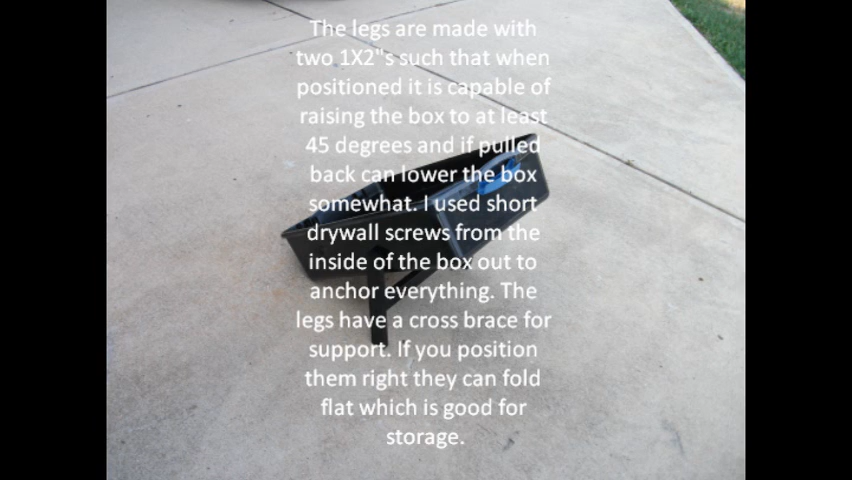 The legs are made with
two 1X2"s such that when
positioned it is capable of
raising the box to at least
45 degrees and if pulled
back can lower the box
somewhat. I used short
drywall screws from the
inside of the box out to
anchor everything. The
legs have a cross brace for
support. If you position
them right they can fold
flat which is good for
storage.